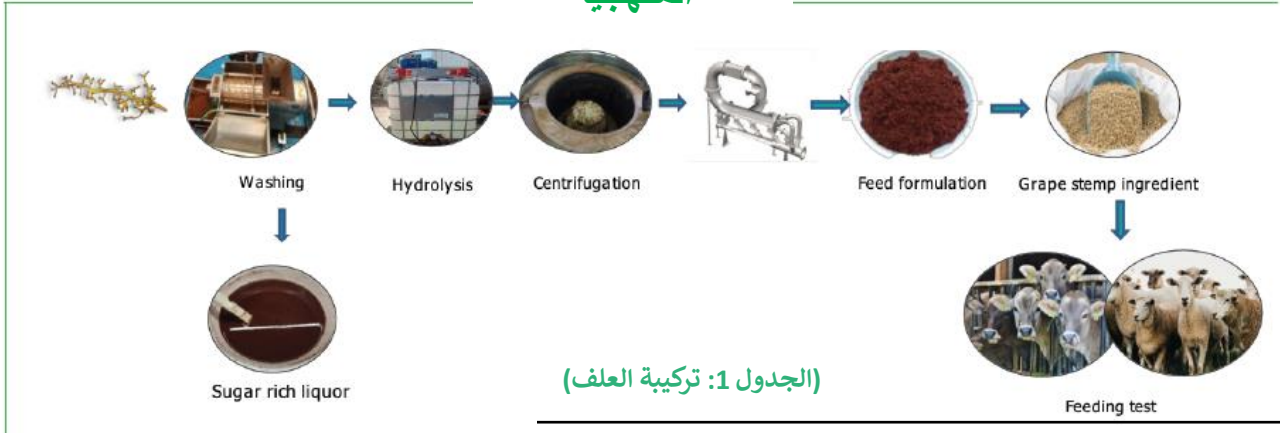 Washing
Hydrolysis
Centrifugation
Feed formulation
Grape stemp ingredient
Sugar rich liquor
(الجدول 1: تركيبة العلف)
Feeding test